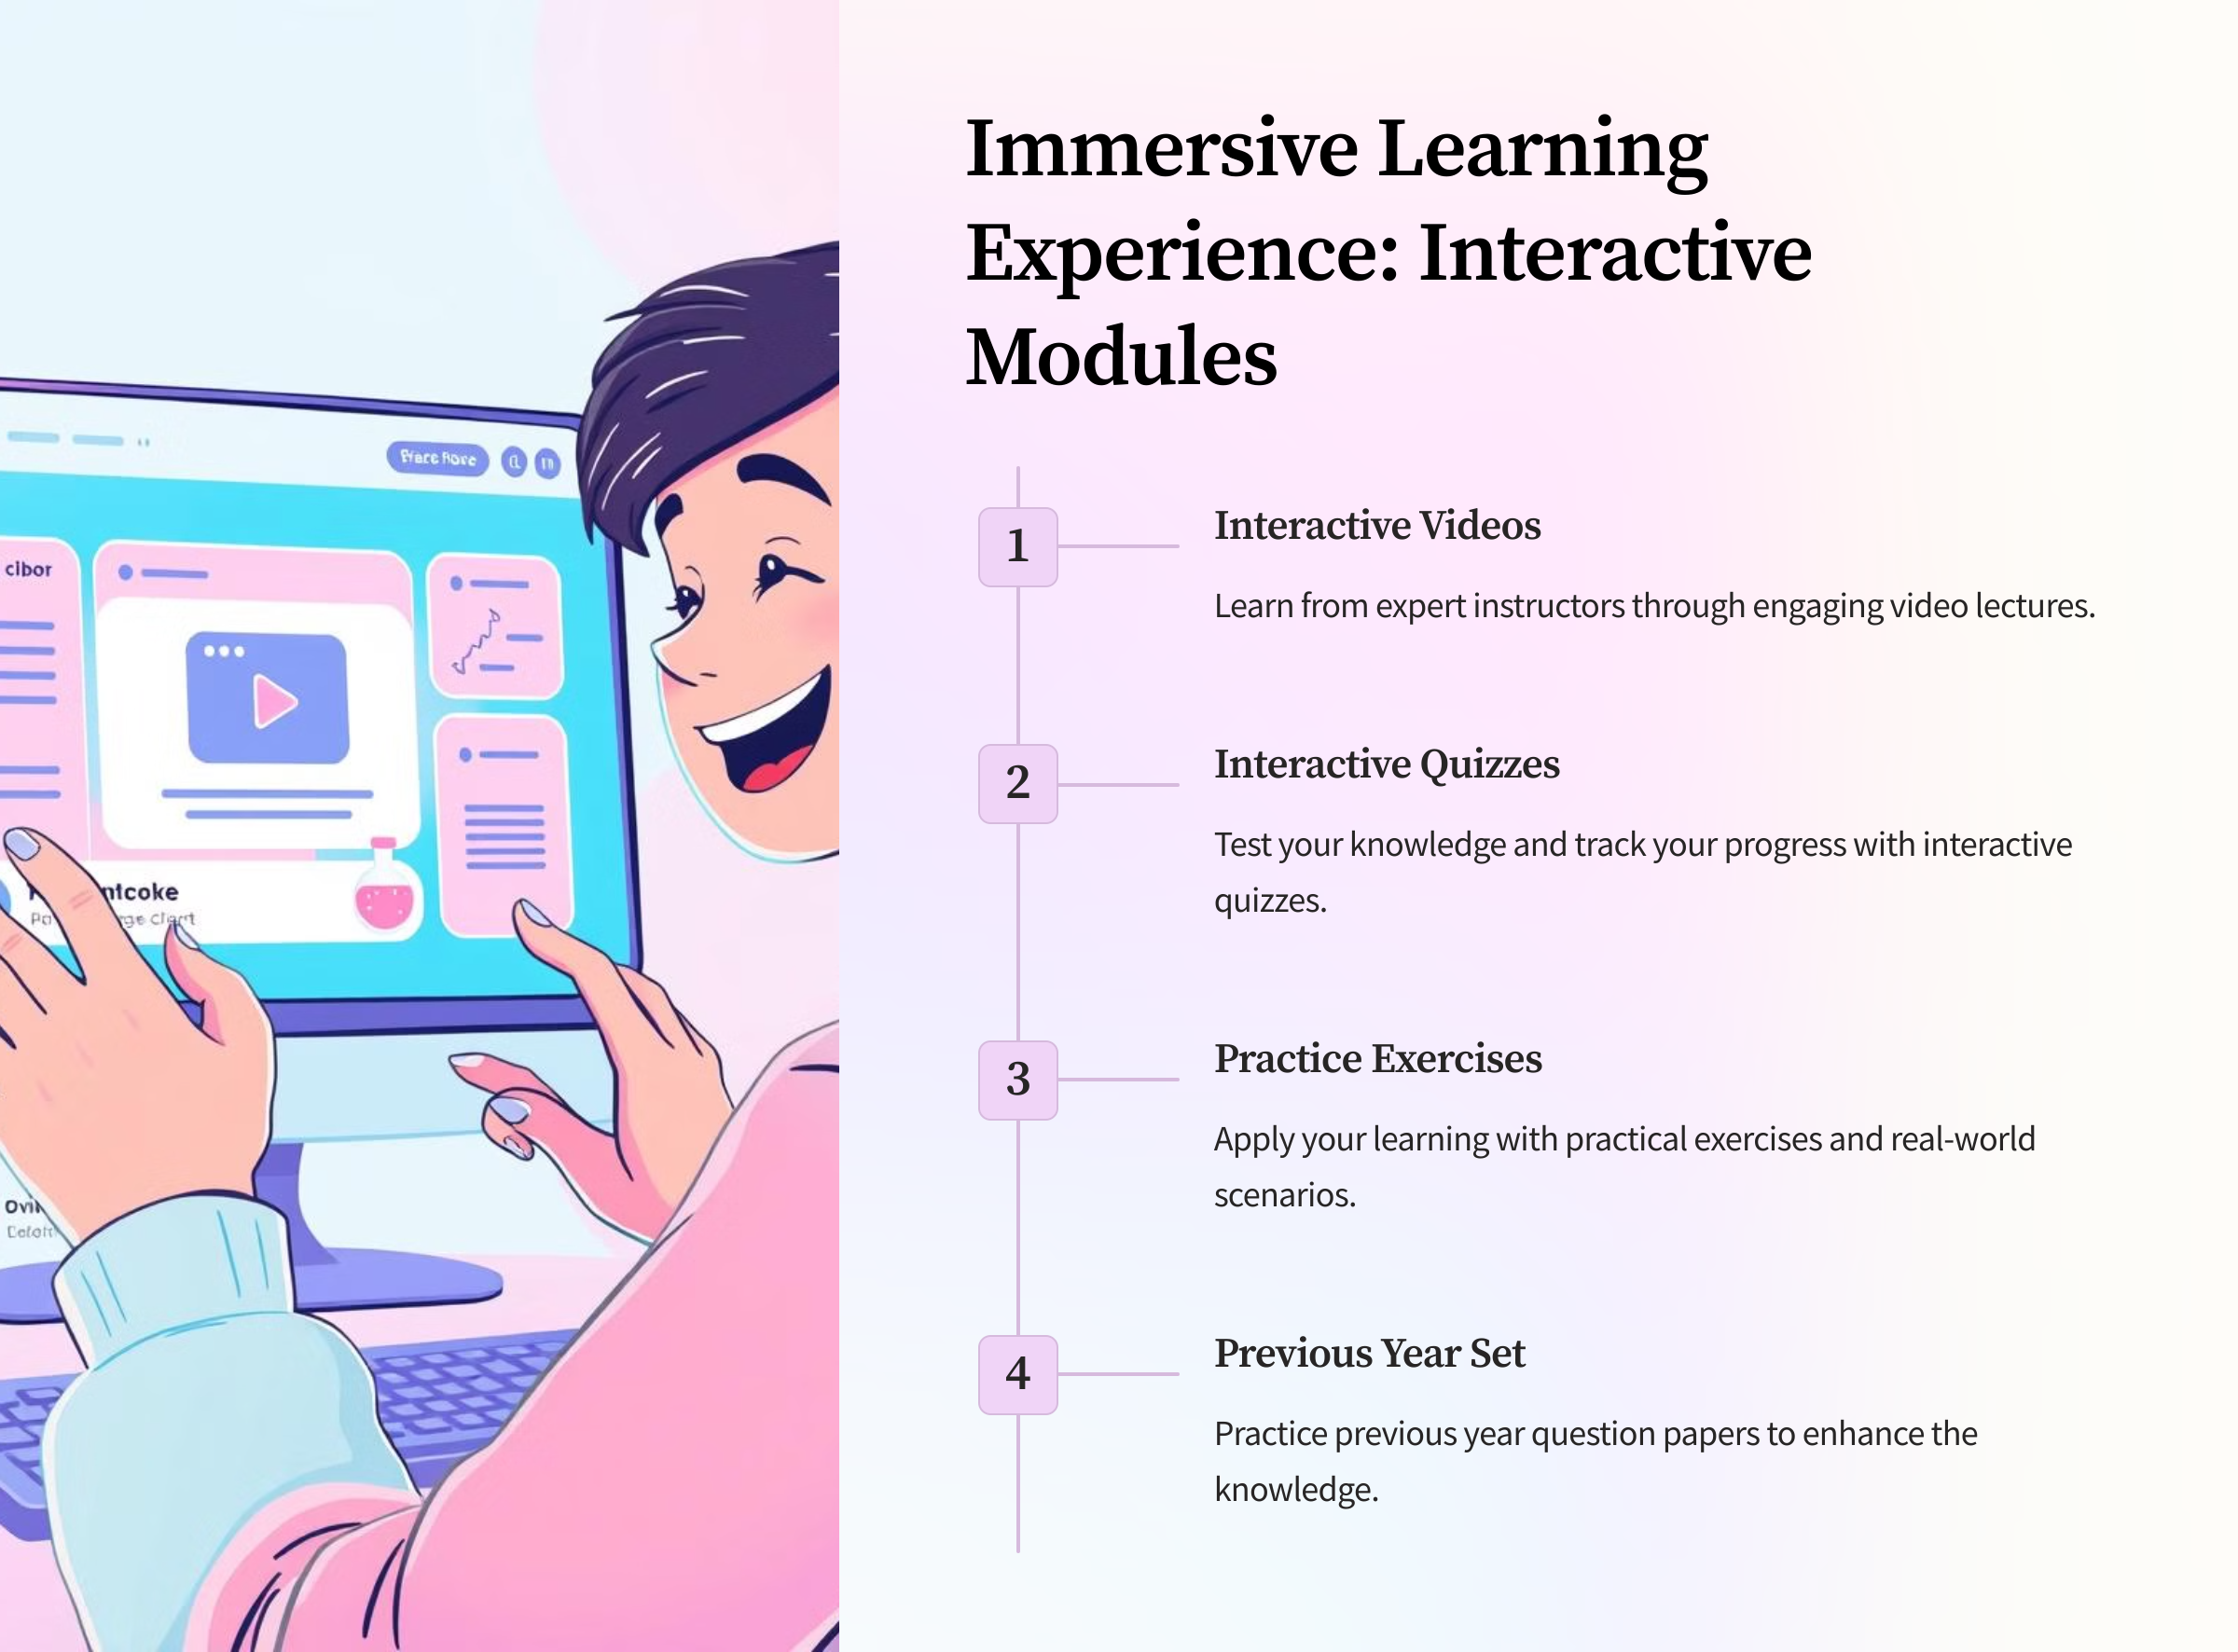 Immersive Learning
Experience: Interactive
Modules
1
Interactive Videos
Learn from expert instructors through engaging video lectures.
2
Interactive Quizzes
Test your knowledge and track your progress with interactive
quizzes.
3
Practice Exercises
Apply your learning with practical exercises and real-world
scenarios.
4
Previous Year Set
Practice previous year question papers to enhance the
knowledge.
cibor